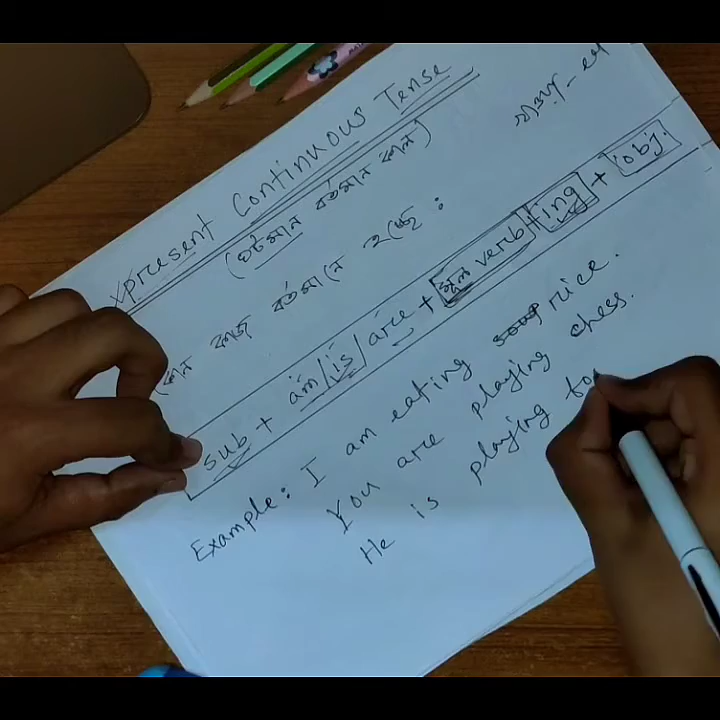 Present Continuous Tense
(ঘটমান বর্তমান কাল)
কোন কাজ বর্তমানে হচ্ছে :
sub + am/is/are + মূল verb + ing + obj.
Example: I am eating rice.
You are playing chess.
He is playing fo